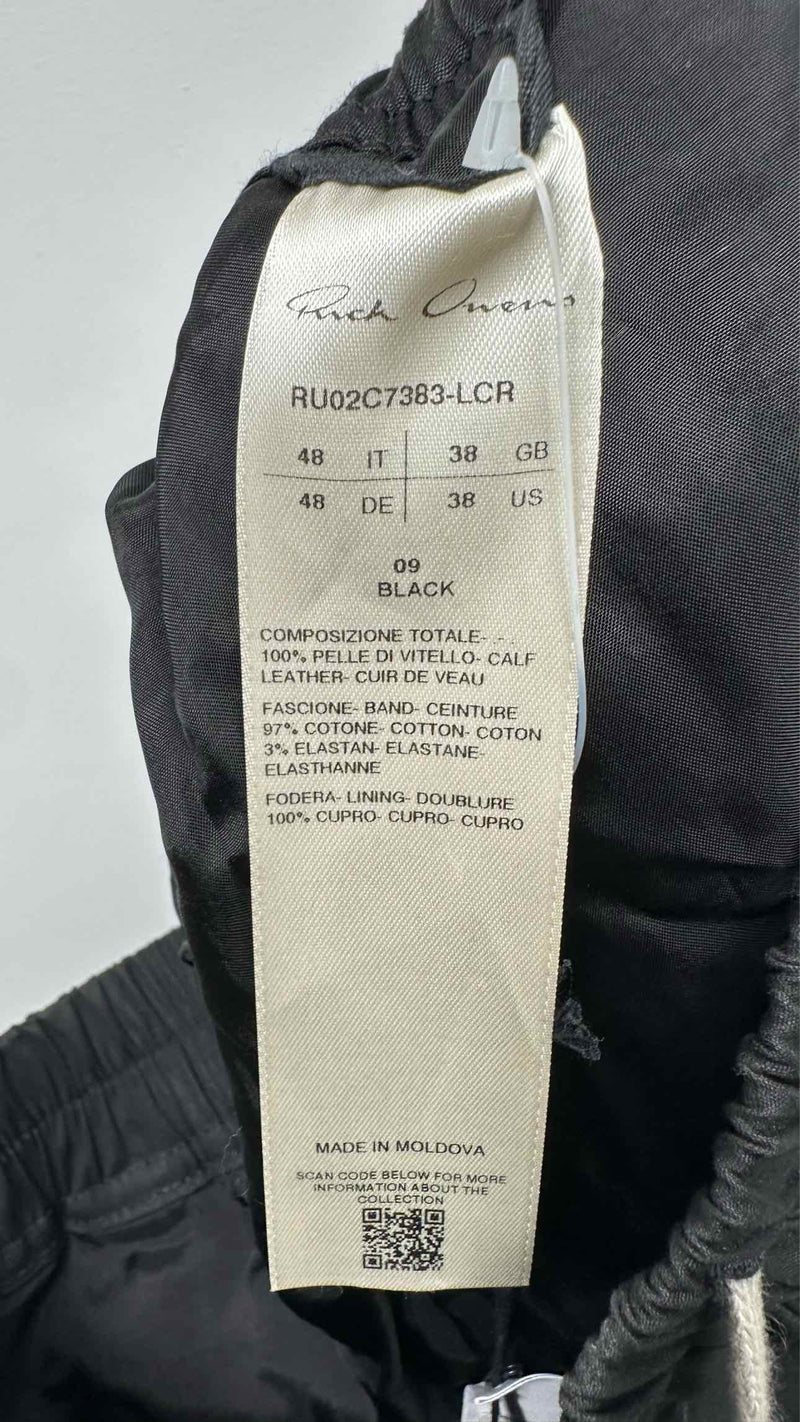 Rick Owens
RU02C7383-LCR
48 IT 38 GB
48 DE 38 US
09
BLACK
COMPOSIZIONE TOTALE- -
100% PELLE DI VITELLO- CALF
LEATHER- CUIR DE VEAU
FASCIONE- BAND- CEINTURE
97% COTONE- COTTON- COTON
3% ELASTAN- ELASTANE-
ELASTHANNE
FODERA- LINING- DOUBLURE
100% CUPRO- CUPRO- CUPRO
MADE IN MOLDOVA
SCAN CODE BELOW FOR MORE
INFORMATION ABOUT THE
COLLECTION